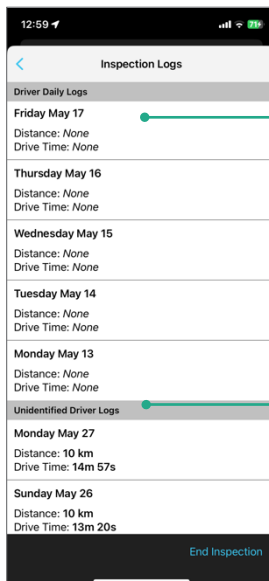 12:59
71
Inspection Logs
Driver Daily Logs
Friday May 17
Distance: None
Drive Time: None
Thursday May 16
Distance: None
Drive Time: None
Wednesday May 15
Distance: None
Drive Time: None
Tuesday May 14
Distance: None
Drive Time: None
Monday May 13
Distance: None
Drive Time: None
Unidentified Driver Logs
Monday May 27
Distance: 10 km
Drive Time: 14m 57s
Sunday May 26
Distance: 10 km
Drive Time: 13m 20s
End Inspection